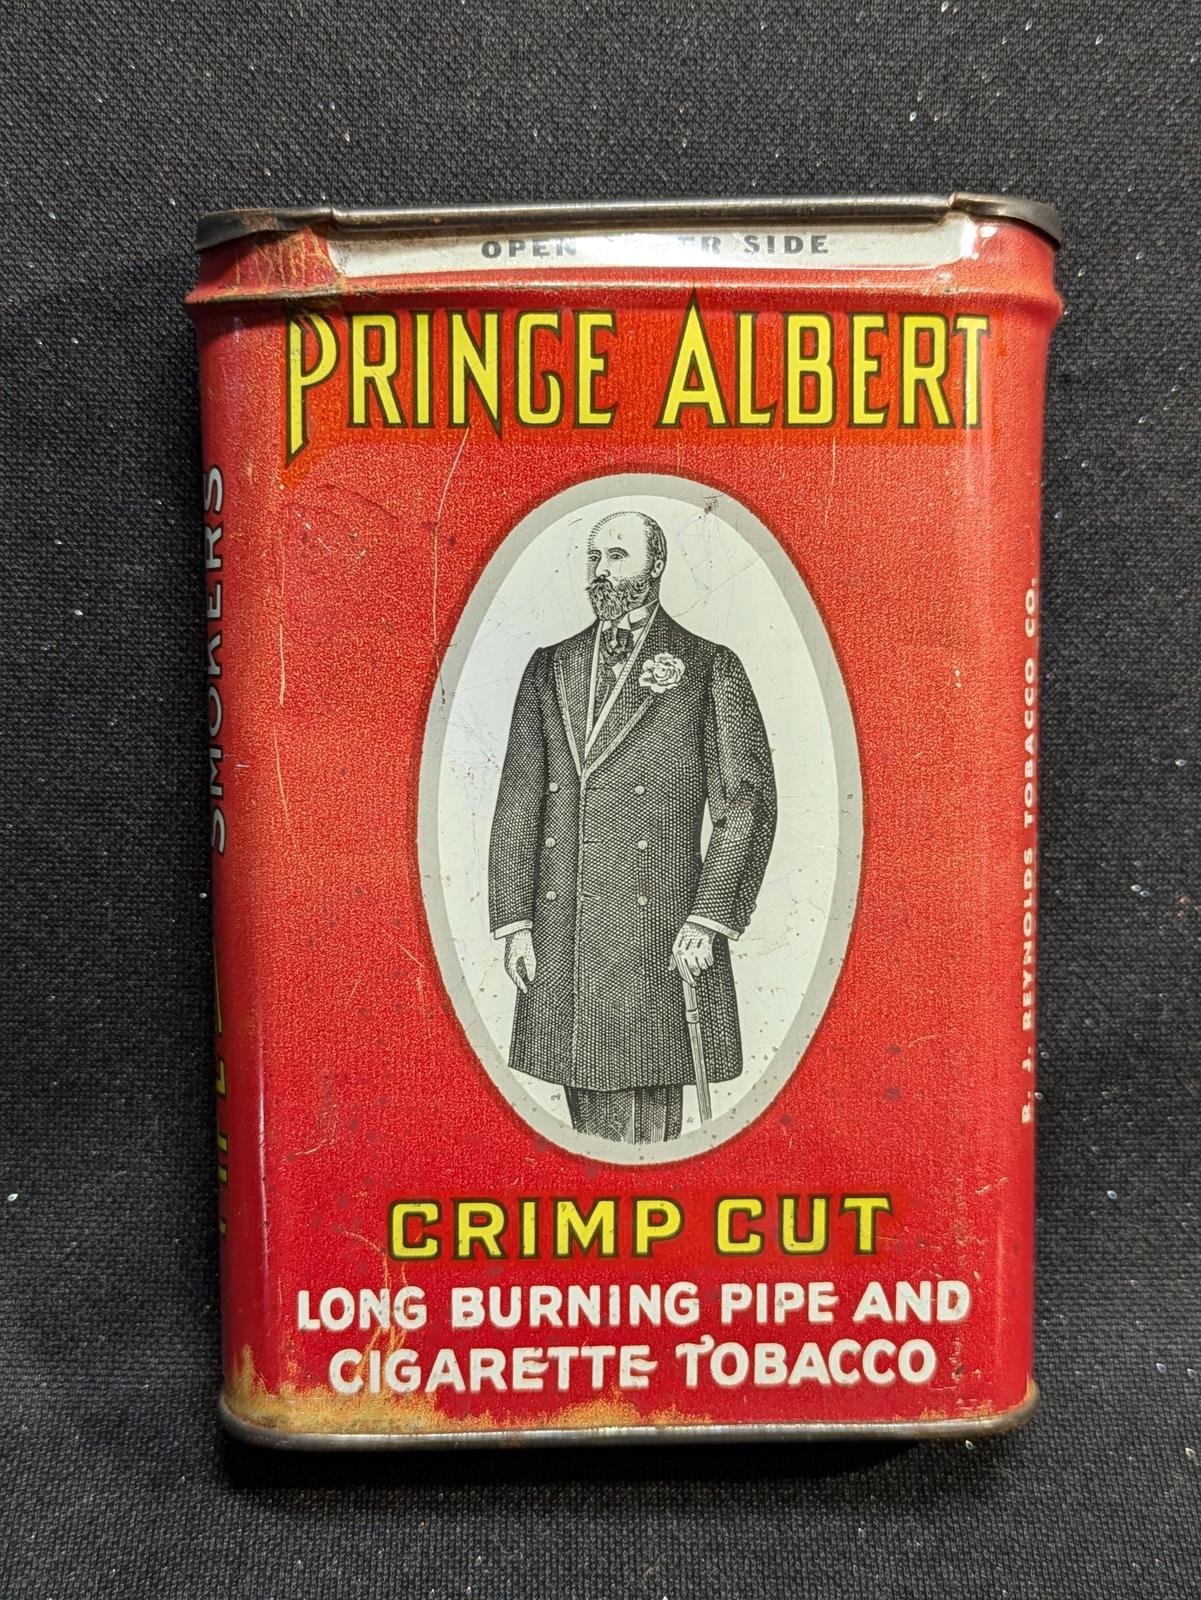 OPEN SIDE
PRINCE ALBERT
SMOKERS
R. J. REYNOLDS TOBACCO CO.
CRIMP CUT
LONG BURNING PIPE AND
CIGARETTE TOBACCO